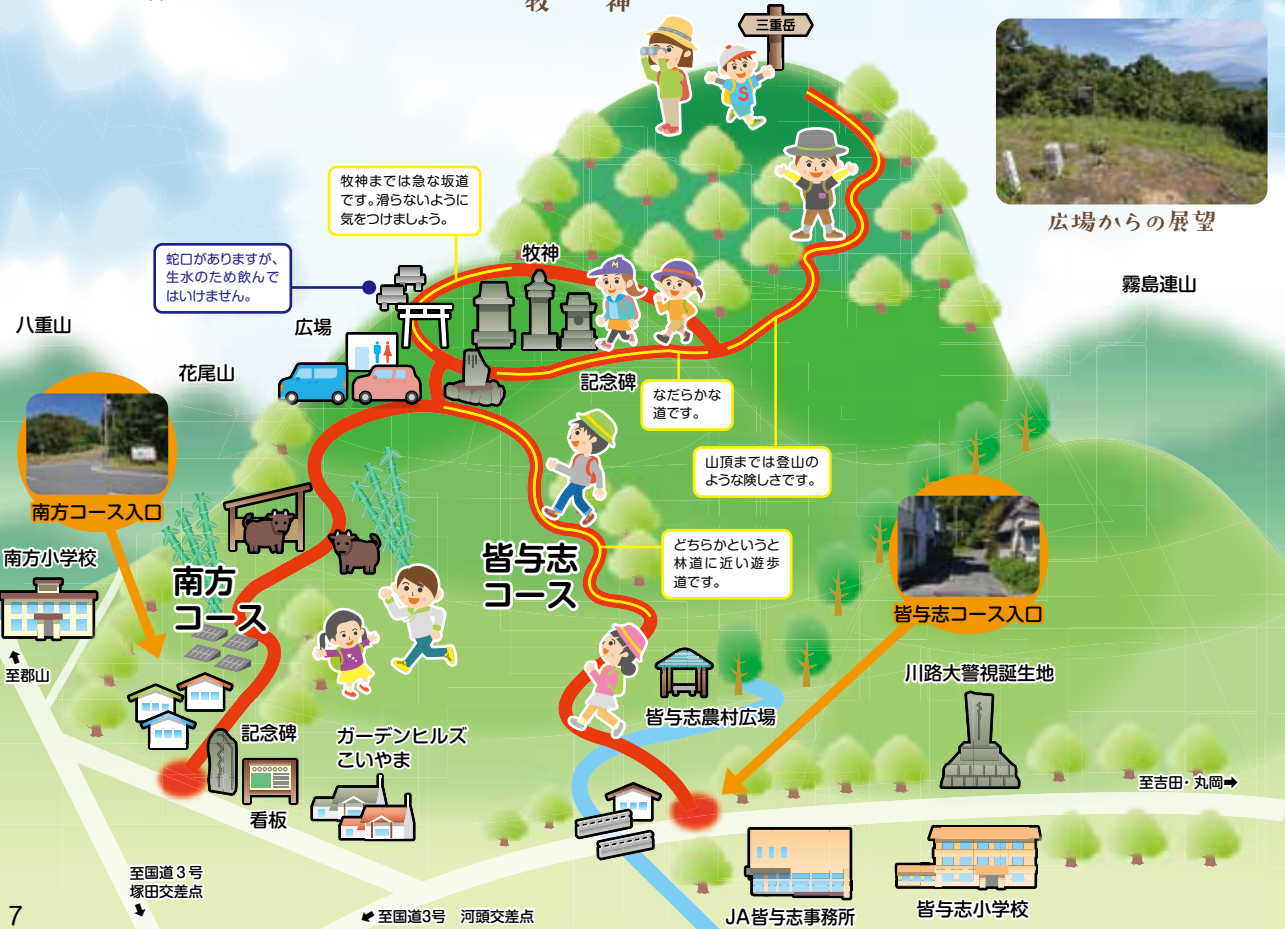 牧 神
三重岳
広場からの展望
牧神までは急な坂道
です。滑らないように
気をつけましょう。
蛇口がありますが、
生水のため飲んで
はいけません。
牧神
霧島連山
八重山
広場
花尾山
記念碑
なだらかな
道です。
山頂までは登山の
ような険しさです。
南方コース入口
どちらかというと
林道に近い遊歩
道です。
南方小学校
南方
コース
皆与志
コース
皆与志コース入口
至郡山
川路大警視誕生地
皆与志農村広場
記念碑
ガーデンヒルズ
こいやま
至吉田・丸岡➡
看板
至国道3号
塚田交差点
至国道3号 河頭交差点
JA皆与志事務所
皆与志小学校
M
S
7